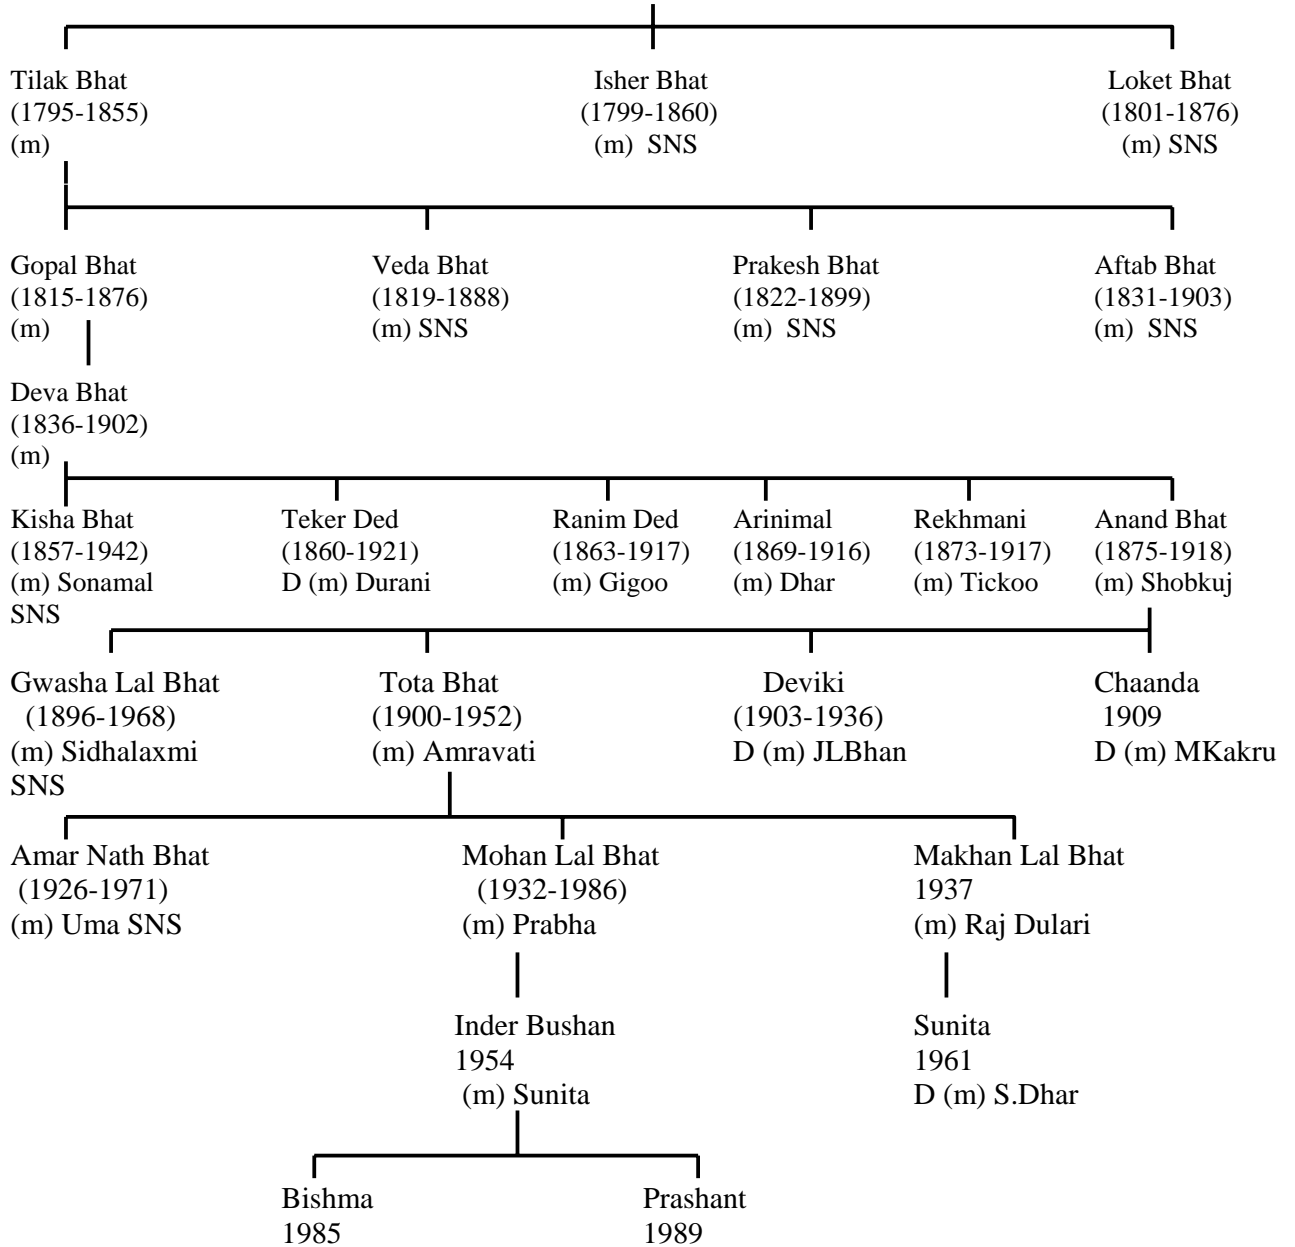 Tilak Bhat Isher Bhat Loket Bhat
(1795-1855) (1799-1860) (1801-1876)
(m) (m) SNS (m) SNS
Gopal Bhat Veda Bhat Prakesh Bhat Aftab Bhat
(1815-1876) (1819-1888) (1822-1899) (1831-1903)
(m) (m) SNS (m) SNS (m) SNS
Deva Bhat
(1836-1902)
(m)
Kisha Bhat Teker Ded Ranim Ded Arinimal Rekhmani Anand Bhat
(1857-1942) (1860-1921) (1863-1917) (1869-1916) (1873-1917) (1875-1918)
(m) Sonamal D (m) Durani (m) Gigoo (m) Dhar (m) Tickoo (m) Shobkuj
SNS
Gwasha Lal Bhat Tota Bhat Deviki Chaanda
(1896-1968) (1900-1952) (1903-1936) 1909
(m) Sidhalaxmi (m) Amravati D (m) JLBhan D (m) MKakru
SNS
Amar Nath Bhat Mohan Lal Bhat Makhan Lal Bhat
(1926-1971) (1932-1986) 1937
(m) Uma SNS (m) Prabha (m) Raj Dulari
Inder Bushan Sunita
1954 1961
(m) Sunita D (m) S.Dhar
Bishma Prashant
1985 1989